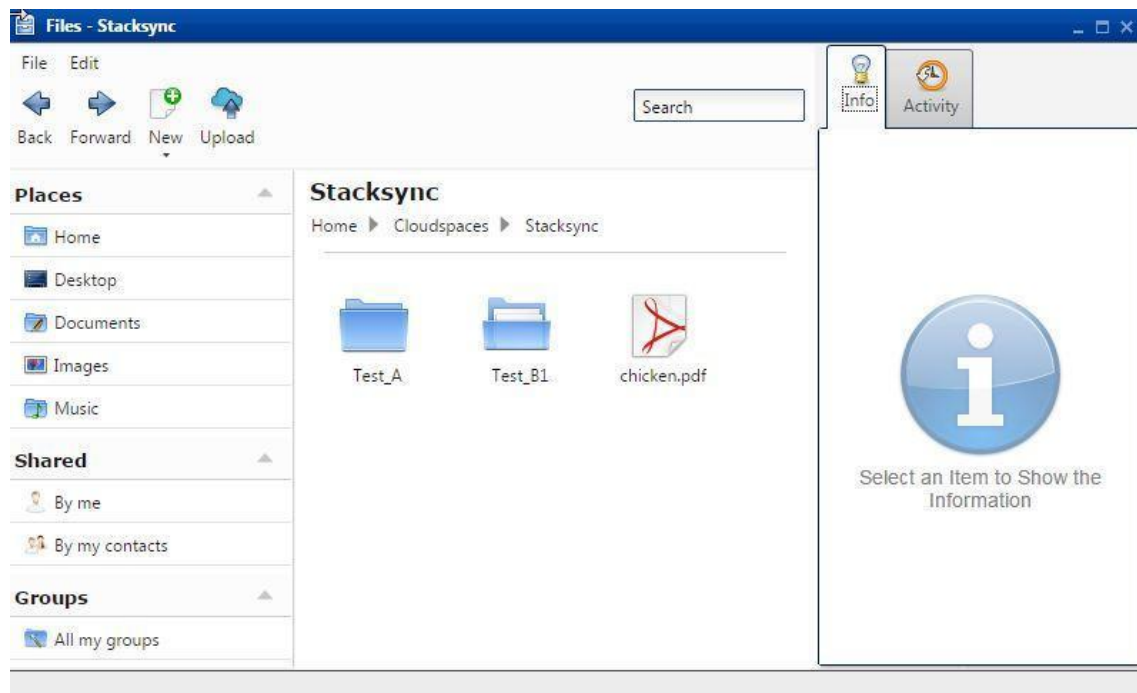 Files - Stacksync
File Edit
Back Forward New Upload
Search
Info
Activity
Places
Home
Desktop
Documents
Images
Music
Shared
By me
By my contacts
Groups
All my groups
Stacksync
Home Cloudspaces Stacksync
Test_A
Test_B1
chicken.pdf
Select an Item to Show the
Information